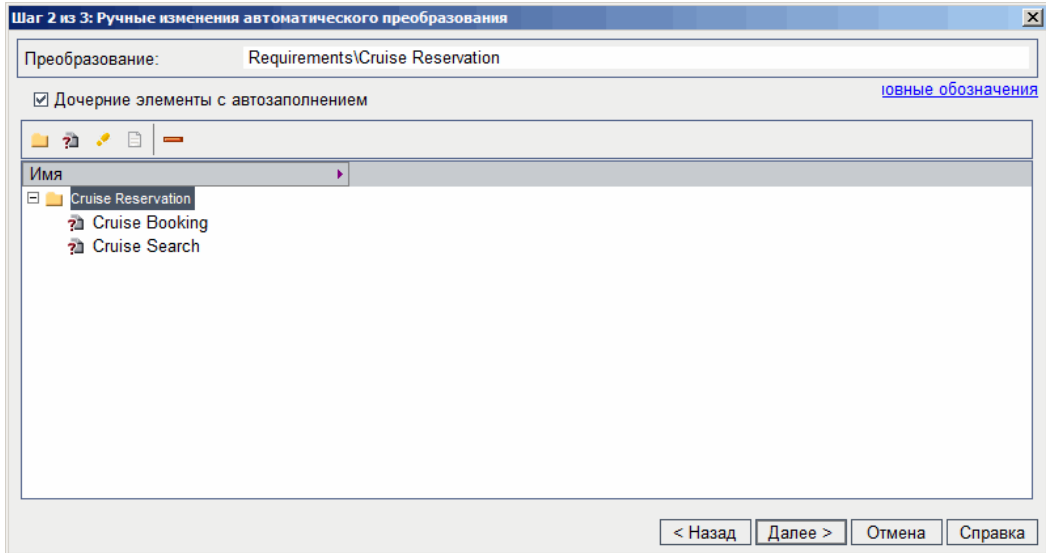 Шаг 2 из 3: Ручные изменения автоматического преобразования
Преобразование: Requirements\Cruise Reservation
Дочерние элементы с автозаполнением
ювные обозначения
Имя
Cruise Reservation
Cruise Booking
Cruise Search
< Назад Далее > Отмена Справка